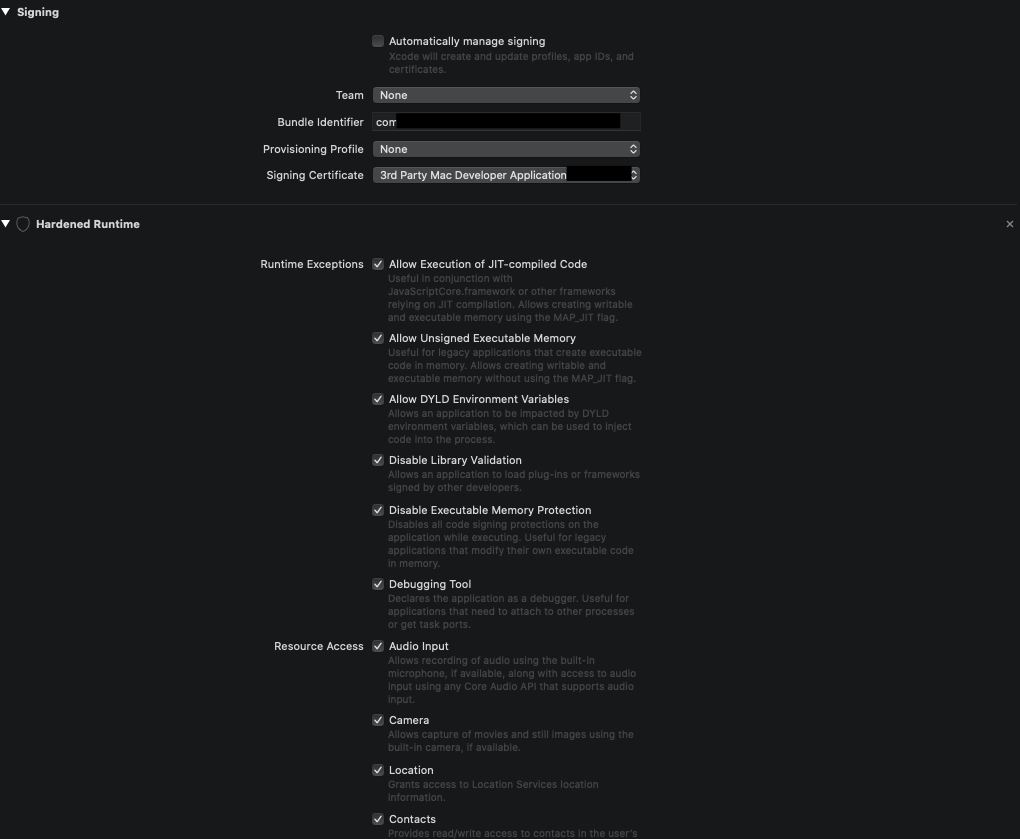 Signing
Automatically manage signing
Xcode will create and update profiles, app IDs, and
certificates.
Team None
Bundle Identifier com
Provisioning Profile None
Signing Certificate 3rd Party Mac Developer Application
Hardened Runtime
Runtime Exceptions Allow Execution of JIT-compiled Code
Useful in conjunction with
JavaScriptCore.framework or other frameworks
relying on JIT compilation. Allows creating writable
and executable memory using the MAP_JIT flag.
Allow Unsigned Executable Memory
Useful for legacy applications that create executable
code in memory. Allows creating writable and
executable memory without using the MAP_JIT flag.
Allow DYLD Environment Variables
Allows an application to be impacted by DYLD
environment variables, which can be used to inject
code into the process.
Disable Library Validation
Allows an application to load plug-ins or frameworks
signed by other developers.
Disable Executable Memory Protection
Disables all code signing protections on the
application while executing. Useful for legacy
applications that modify their own executable code
in memory.
Debugging Tool
Declares the application as a debugger. Useful for
applications that need to attach to other processes
or get task ports.
Resource Access Audio Input
Allows recording of audio using the built-in
microphone, if available, along with access to audio
input using any Core Audio API that supports audio
input.
Camera
Allows capture of movies and still images using the
built-in camera, if available.
Location
Grants access to Location Services location
information.
Contacts
Provides read/write access to contacts in the user's